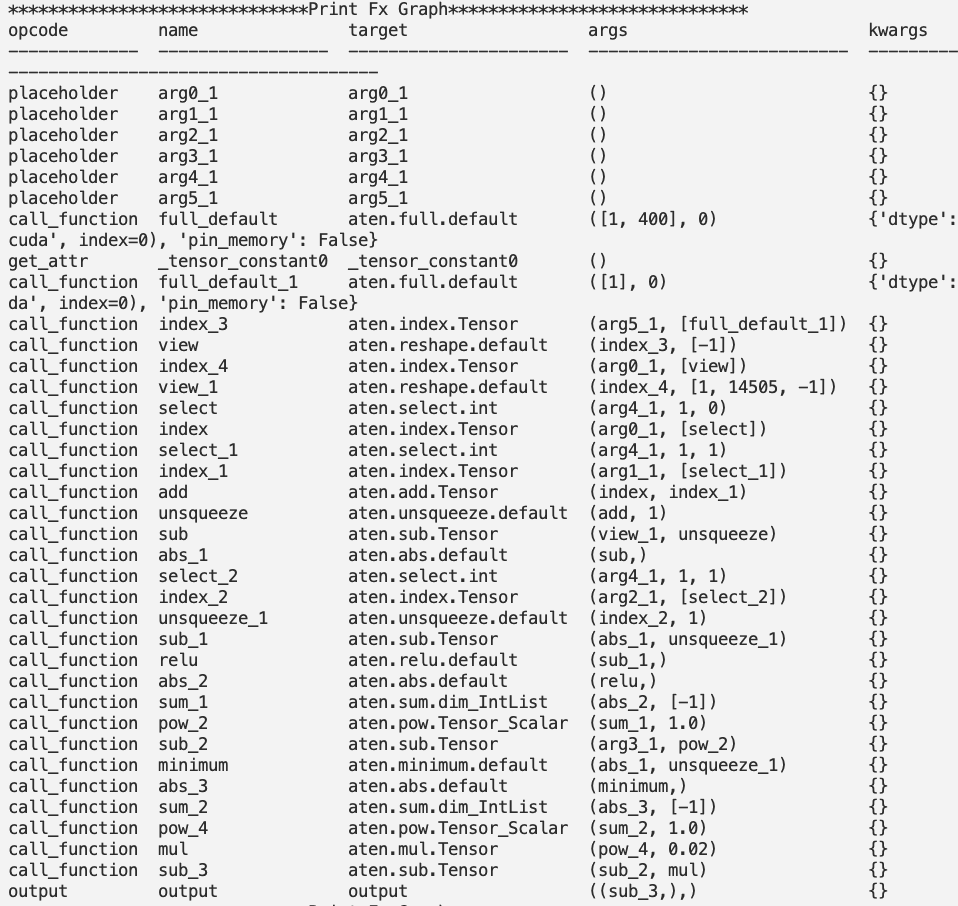 ******************************Print Fx Graph******************************
opcode         name                target                  args                        kwargs
-------------  -----------------   ----------------------  --------------------------  ---------
-------------------------------------
placeholder    arg0_1              arg0_1                  ()                          {}
placeholder    arg1_1              arg1_1                  ()                          {}
placeholder    arg2_1              arg2_1                  ()                          {}
placeholder    arg3_1              arg3_1                  ()                          {}
placeholder    arg4_1              arg4_1                  ()                          {}
placeholder    arg5_1              arg5_1                  ()                          {}
call_function  full_default        aten.full.default       ([1, 400], 0)               {'dtype':
cuda', index=0), 'pin_memory': False}
get_attr       _tensor_constant0   _tensor_constant0       ()                          {}
call_function  full_default_1      aten.full.default       ([1], 0)                    {'dtype':
da', index=0), 'pin_memory': False}
call_function  index_3             aten.index.Tensor       (arg5_1, [full_default_1])  {}
call_function  view                aten.reshape.default    (index_3, [-1])             {}
call_function  index_4             aten.index.Tensor       (arg0_1, [view])            {}
call_function  view_1              aten.reshape.default    (index_4, [1, 14505, -1])   {}
call_function  select              aten.select.int         (arg4_1, 1, 0)              {}
call_function  index               aten.index.Tensor       (arg0_1, [select])          {}
call_function  select_1            aten.select.int         (arg4_1, 1, 1)              {}
call_function  index_1             aten.index.Tensor       (arg1_1, [select_1])        {}
call_function  add                 aten.add.Tensor         (index, index_1)            {}
call_function  unsqueeze           aten.unsqueeze.default  (add, 1)                    {}
call_function  sub                 aten.sub.Tensor         (view_1, unsqueeze)         {}
call_function  abs_1               aten.abs.default        (sub,)                      {}
call_function  select_2            aten.select.int         (arg4_1, 1, 1)              {}
call_function  index_2             aten.index.Tensor       (arg2_1, [select_2])        {}
call_function  unsqueeze_1         aten.unsqueeze.default  (index_2, 1)                {}
call_function  sub_1               aten.sub.Tensor         (abs_1, unsqueeze_1)        {}
call_function  relu                aten.relu.default       (sub_1,)                    {}
call_function  abs_2               aten.abs.default        (relu,)                     {}
call_function  sum_1               aten.sum.dim_IntList    (abs_2, [-1])               {}
call_function  pow_2               aten.pow.Tensor_Scalar  (sum_1, 1.0)                {}
call_function  sub_2               aten.sub.Tensor         (arg3_1, pow_2)             {}
call_function  minimum             aten.minimum.default    (abs_1, unsqueeze_1)        {}
call_function  abs_3               aten.abs.default        (minimum,)                  {}
call_function  sum_2               aten.sum.dim_IntList    (abs_3, [-1])               {}
call_function  pow_4               aten.pow.Tensor_Scalar  (sum_2, 1.0)                {}
call_function  mul                 aten.mul.Tensor         (pow_4, 0.02)               {}
call_function  sub_3               aten.sub.Tensor         (sub_2, mul)                {}
output         output              output                  ((sub_3,),)                 {}